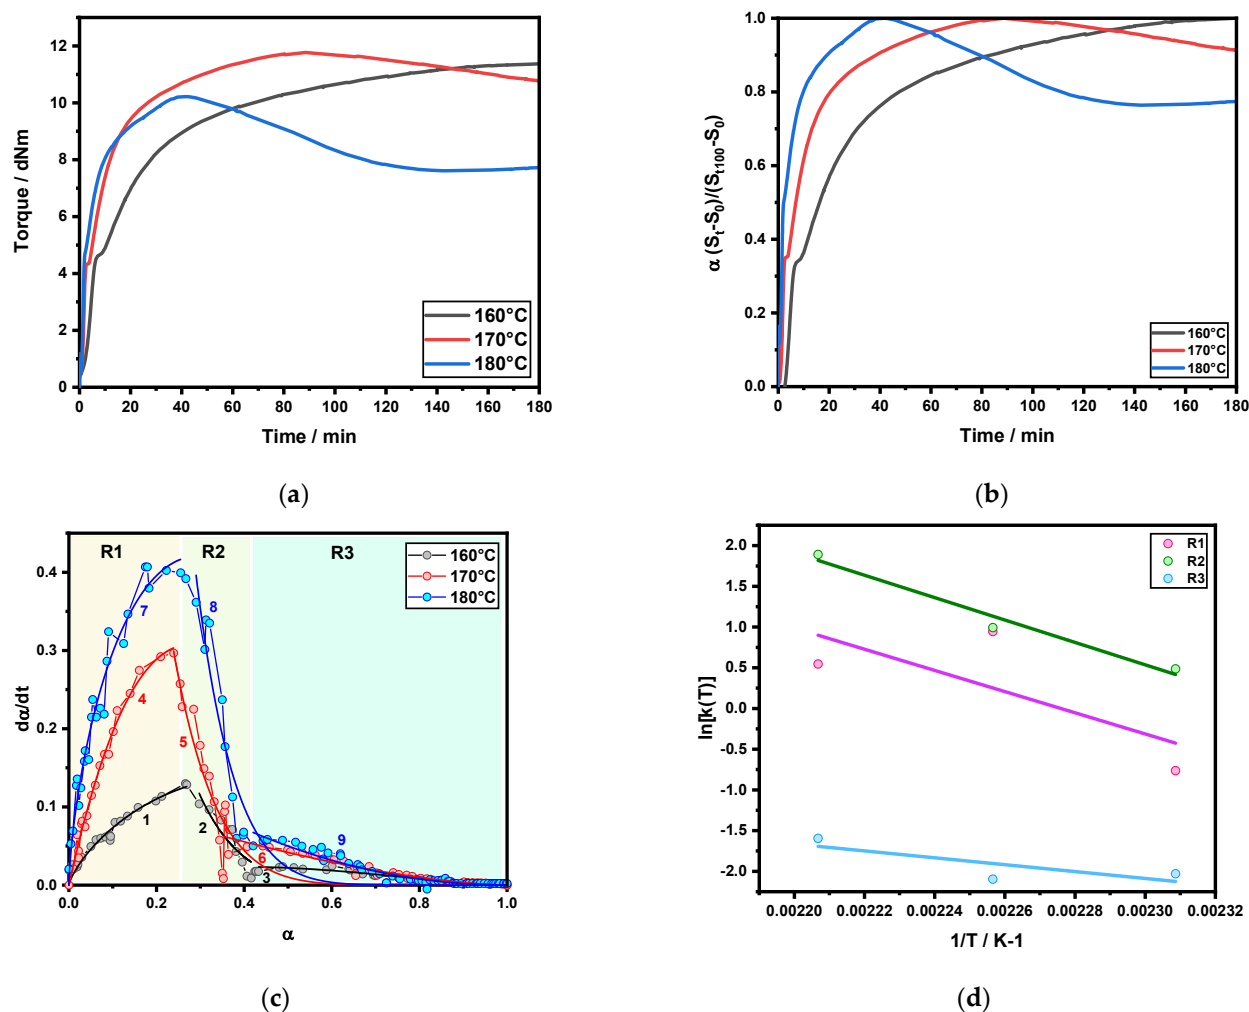 Torque / dNm
12
10
8
6
4
2
0
0 20 40 60 80 100 120 140 160 180
Time / min
160°C
170°C
180°C
(a)
α (St-S0)/(St100-S0)
1.0
0.8
0.6
0.4
0.2
0.0
0 20 40 60 80 100 120 140 160 180
Time / min
160°C
170°C
180°C
(b)
dα/dt
0.4
0.3
0.2
0.1
0.0
0.0 0.2 0.4 0.6 0.8 1.0
α
R1 R2 R3
160°C
170°C
180°C
1
2
3
4
5
6
7
8
9
(c)
ln[k(T)]
2.0
1.5
1.0
0.5
0.0
-0.5
-1.0
-1.5
-2.0
0.00220 0.00222 0.00224 0.00226 0.00228 0.00230 0.00232
1/T / K-1
R1
R2
R3
(d)